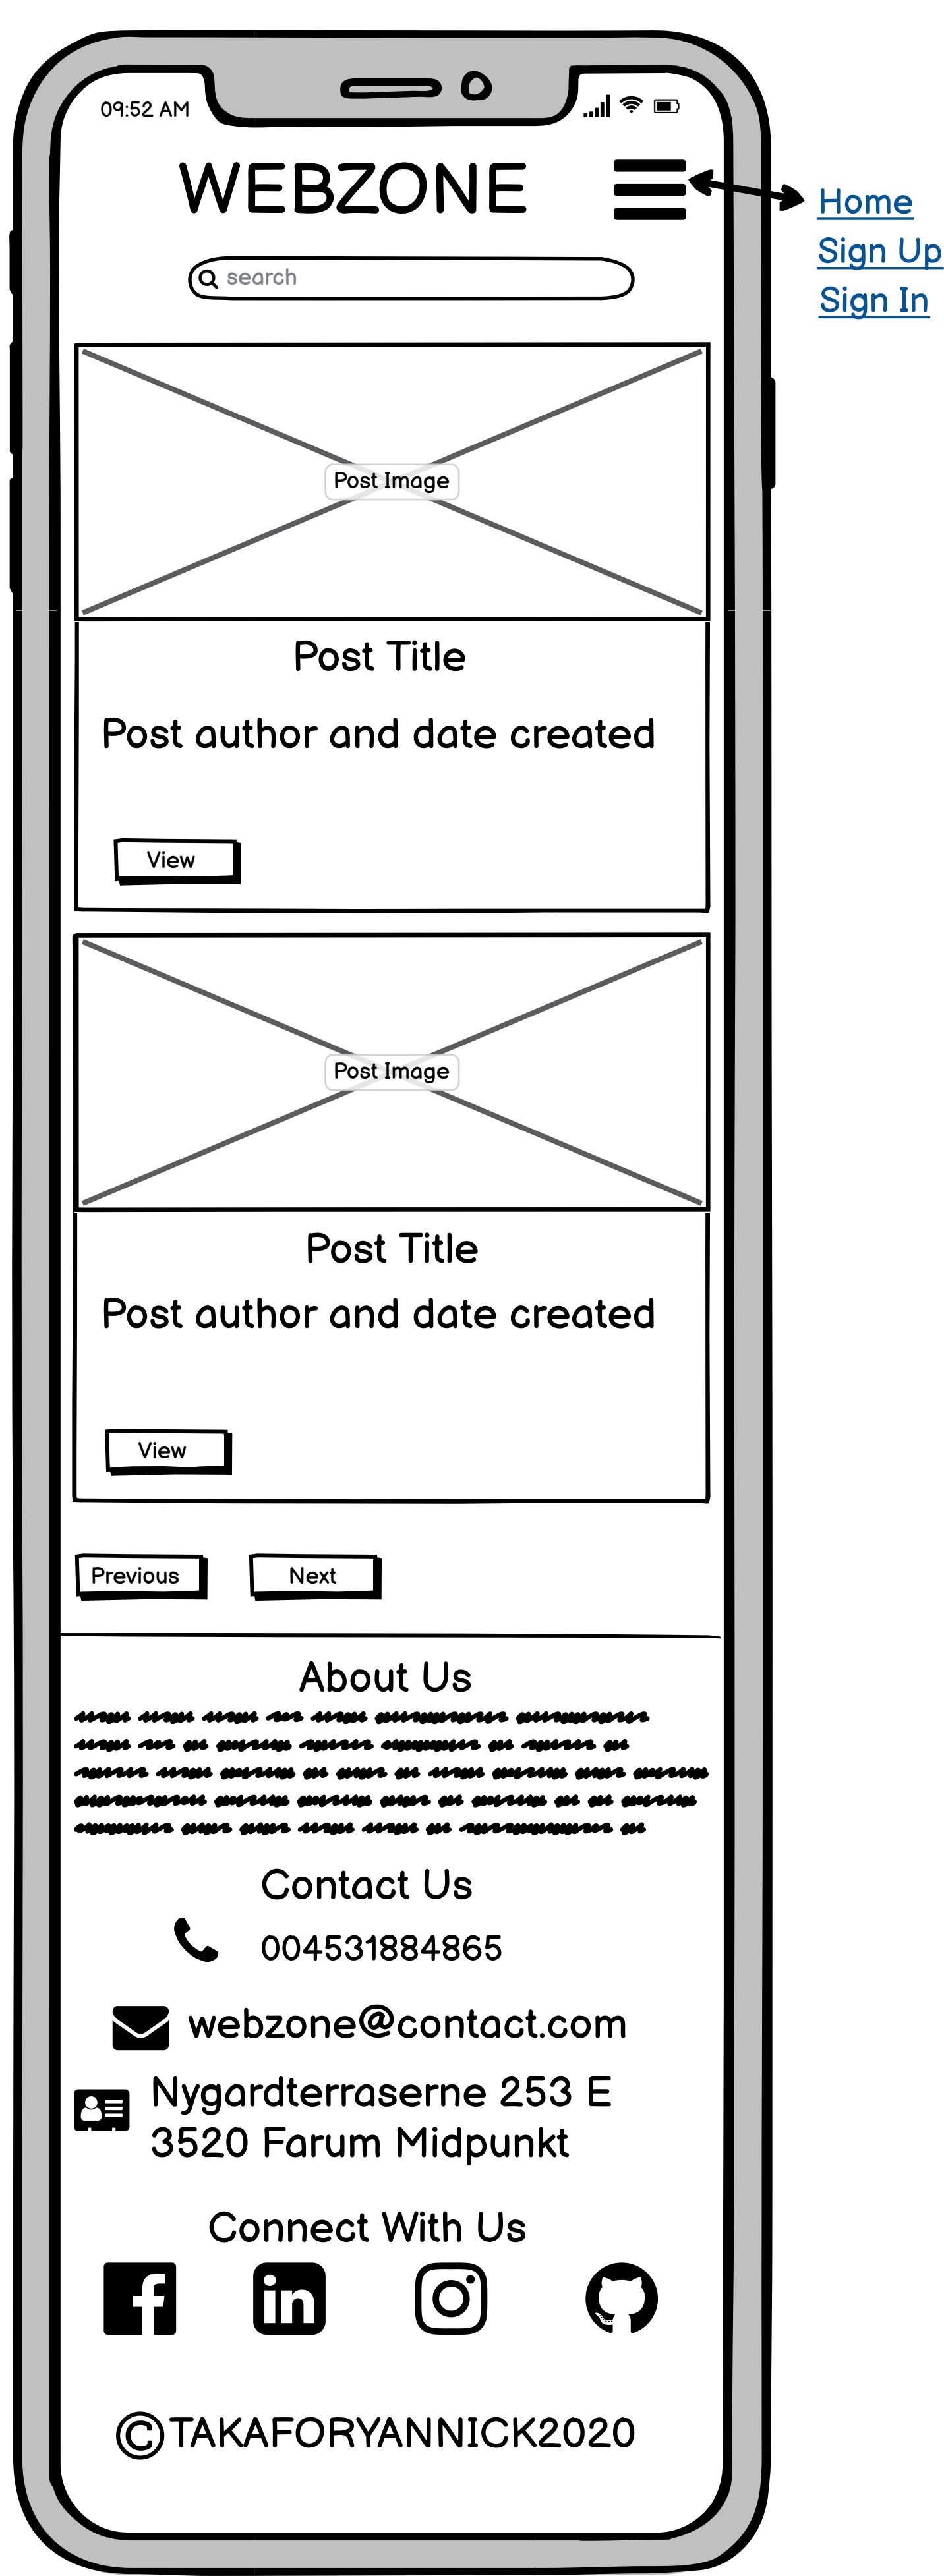 09:52 AM
WEBZONE
Home
Sign Up
Sign In
search
Post Image
Post Title
Post author and date created
View
Post Image
Post Title
Post author and date created
View
Previous Next
About Us
Contact Us
004531884865
webzone@contact.com
Nygardterraserne 253 E
3520 Farum Midpunkt
Connect With Us
©TAKAFORYANNICK2020